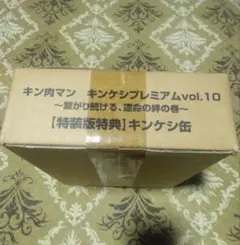 キン肉マン キンケシプレミアムvol.10
～繋がり続ける、運命の絆の巻～
【特装版特典】キンケシ缶